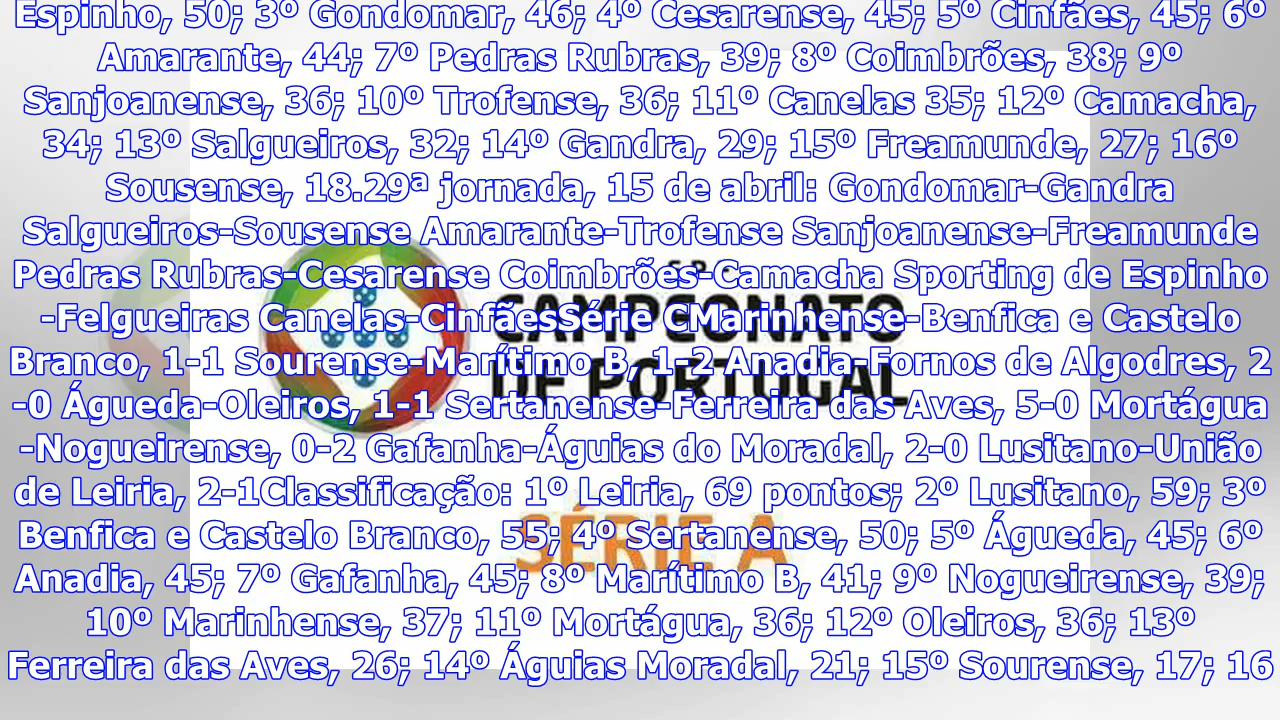 Espinho, 50; 3º Gondomar, 46; 4º Cesarense, 45; 5º Cinfães, 45; 6º
Amarante, 44; 7º Pedras Rubras, 39; 8º Coimbrões, 38; 9º
Sanjoanense, 36; 10º Trofense, 36; 11º Canelas 35; 12º Camacha,
34; 13º Salgueiros, 32; 14º Gandra, 29; 15º Freamunde, 27; 16º
Sousense, 18.29ª jornada, 15 de abril: Gondomar-Gandra
Salgueiros-Sousense Amarante-Trofense Sanjoanense-Freamunde
Pedras Rubras-Cesarense Coimbrões-Camacha Sporting de Espinho
-Felgueiras Canelas-CinfãesSérie CMarinhense-Benfica e Castelo
Branco, 1-1 Sourense-Marítimo B, 1-2 Anadia-Fornos de Algodres, 2
-0 Águeda-Oleiros, 1-1 Sertanense-Ferreira das Aves, 5-0 Mortágua
-Nogueirense, 0-2 Gafanha-Águias do Moradal, 2-0 Lusitano-União
de Leiria, 2-1Classificação: 1º Leiria, 69 pontos; 2º Lusitano, 59; 3º
Benfica e Castelo Branco, 55; 4º Sertanense, 50; 5º Águeda, 45; 6º
Anadia, 45; 7º Gafanha, 45; 8º Marítimo B, 41; 9º Nogueirense, 39;
10º Marinhense, 37; 11º Mortágua, 36; 12º Oleiros, 36; 13º
Ferreira das Aves, 26; 14º Águias Moradal, 21; 15º Sourense, 17; 16
CAMPEONATO
DE PORTUGAL
SÉRIE A